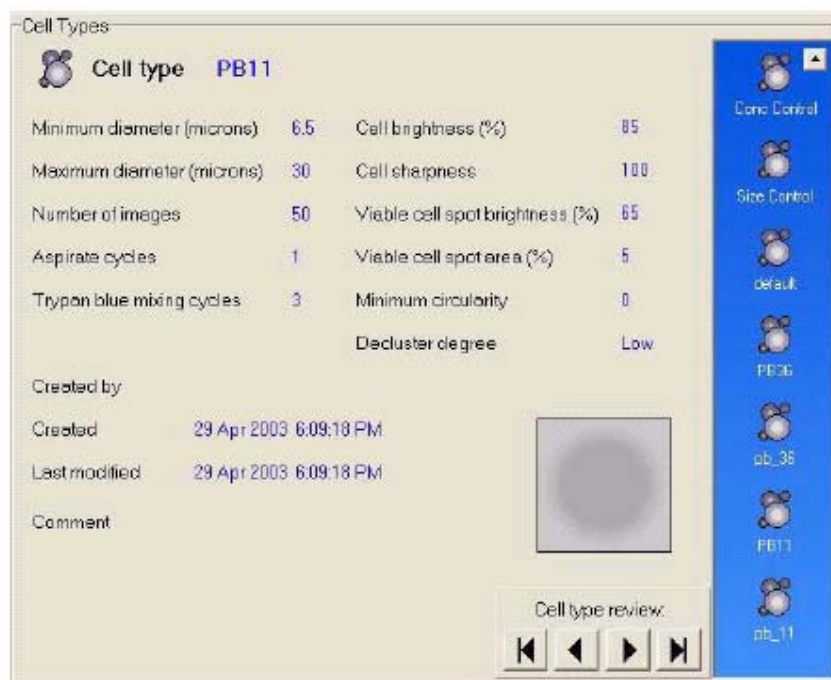 Cell Types
Cell type PB11
Minimum diameter (microns) 6.5 Cell brightness (%) 85
Maximum diameter (microns) 30 Cell sharpness 100
Number of images 50 Viable cell spot brightness (%) 65
Aspirate cycles 1 Viable cell spot area (%) 5
Trypan blue mixing cycles 3 Minimum circularity 0
Decluster degree Low
Created by
Created 29 Apr 2003 6:09:18 PM
Last modified 29 Apr 2003 6:09:18 PM
Comment
Cell type review:
Conc Control
Size Control
default
PB36
pb_36
PB11
pb_11